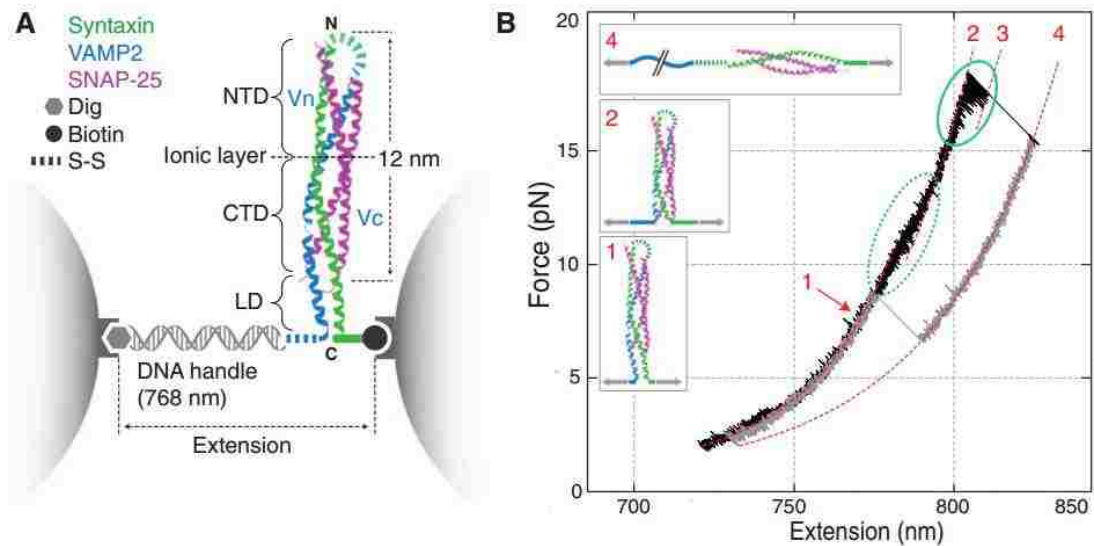 A
Syntaxin
VAMP2
SNAP-25
Dig
Biotin
S-S
N
NTD
Vn
Ionic layer
12 nm
CTD
Vc
LD
C
DNA handle
(768 nm)
Extension
B
20
15
10
5
0
Force (pN)
4
2
1
1
2
3
4
700
750
800
850
Extension (nm)